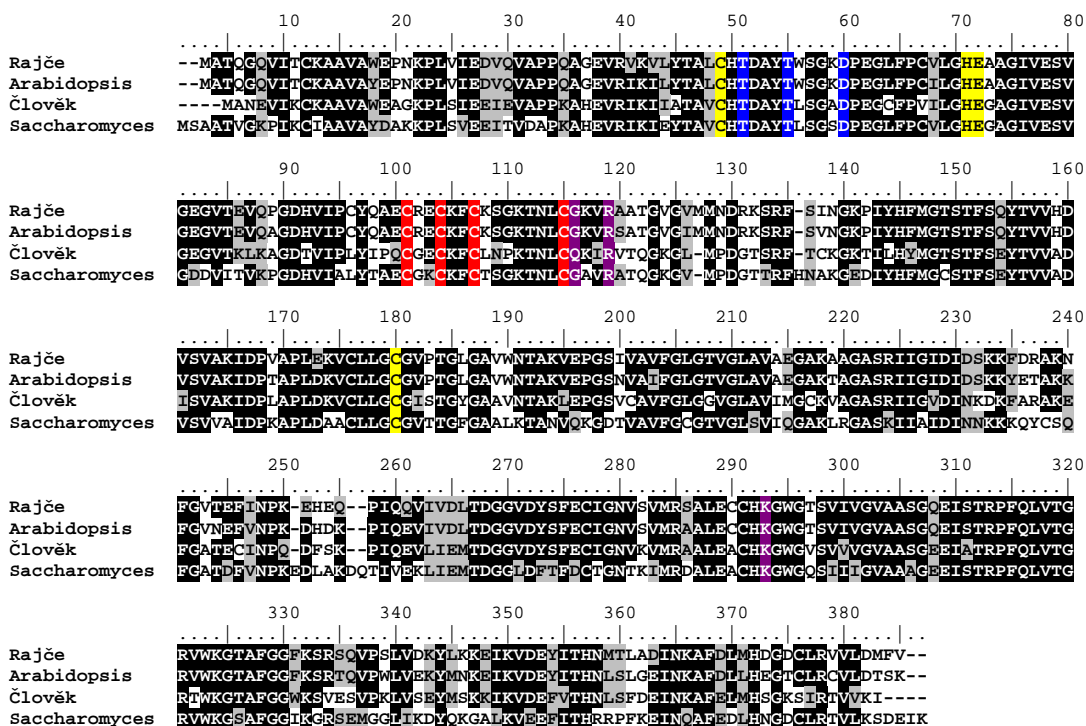 10 20 30 40 50 60 70 80
....|....|....|....|....|....|....|....|....|....|....|....|....|....|....|....|
Rajče --MATQGQVITCKAAVAWEPNKPLVIEDVQVAPPQAGEVRVKVLYTALCHTDAYTWSGKDPEGLFPCVLGHEAAGIVESV
Arabidopsis --MATQGQVITCKAAVAWEPNKPLVIEDVQVAPPQAGEVRIKILYTALCHTDAYTWSGKDPEGLFPCILGHEAAGIVESV
Člověk ----MANEVIKCKAAVAWEAGKPLSIEEIEVAPPKAHEVRIKIIATAVCHTDAYTLSGADPEGCFPVILGHEGAGIVESV
Saccharomyces MSAATVGKPIKCIAAVAYDAKKPLSVEEITVDAPKAHEVRIKIEYTAVCHTDAYTLSGSDPEGLFPCVLGHEGAGIVESV
90 100 110 120 130 140 150 160
....|....|....|....|....|....|....|....|....|....|....|....|....|....|....|....|
Rajče GEGVTEVQPGDHVIPCYQAECRECKFCKSGKTNLCGKVRAATGVGVMMNDRKSRF-SINGKPIYHFMGTSTFSQYTVVHD
Arabidopsis GEGVTEVQAGDHVIPCYQAECRECKFCKSGKTNLCGKVRSATGVGIMMNDRKSRF-SVNGKPIYHFMGTSTFSQYTVVHD
Člověk GEGVTKLKAGDTVIPLYIPQCGECKFCLNPKTNLCQKIRVTQGKGL-MPDGTSRF-TCKGKTILHYMGTSTFSEYTVVAD
Saccharomyces GDDVITVKPGDHVIALYTAECGKCKFCTSGKTNLCGAVRATQGKGV-MPDGTTRFHNAKGEDIYHFMGCSTFSEYTVVAD
170 180 190 200 210 220 230 240
....|....|....|....|....|....|....|....|....|....|....|....|....|....|....|....|
Rajče VSVAKIDPVAPLEKVCLLGCGVPTGLGAVWNTAKVEPGSIVAVFGLGTVGLAVAEGAKAAGASRIIGIDIDSKKFDRAKN
Arabidopsis VSVAKIDPTAPLDKVCLLGCGVPTGLGAVWNTAKVEPGSNVAIFGLGTVGLAVAEGAKTAGASRIIGIDIDSKKYETAKK
Člověk ISVAKIDPLAPLDKVCLLGCGISTGYGAAVNTAKLEPGSVCAVFGLGGVGLAVIMGCKVAGASRIIGVDINKDKFARAKE
Saccharomyces VSVVAIDPKAPLDAACLLGCGVTTGFGAALKTANVQKGDTVAVFGCGTVGLSVIQGAKLRGASKIIAIDINNKKKQYCSQ
250 260 270 280 290 300 310 320
....|....|....|....|....|....|....|....|....|....|....|....|....|....|....|....|
Rajče FGVTEFINPK-EHEQ--PIQQVIVDLTDGGVDYSFECIGNVSVMRSALECCHKGWGTSVIVGVAASGQEISTRPFQLVTG
Arabidopsis FGVNEFVNPK-DHDK--PIQEVIVDLTDGGVDYSFECIGNVSVMRAALECCHKGWGTSVIVGVAASGQEISTRPFQLVTG
Člověk FGATECINPQ-DFSK--PIQEVLIEMTDGGVDYSFECIGNVKVMRAALEACHKGWGVSVVVGVAASGEEIATRPFQLVTG
Saccharomyces FGATDFVNPKEDLAKDQTIVEKLIEMTDGGLDFTFDCTGNTKIMRDALEACHKGWGQSIIIGVAAAGEEISTRPFQLVTG
330 340 350 360 370 380
....|....|....|....|....|....|....|....|....|....|....|....|....|..
Rajče RVWKGTAFGGFKSRSQVPSLVDKYLKKEIKVDEYITHNMTLADINKAFDLMHDGDCLRVVLDMFV--
Arabidopsis RVWKGTAFGGFKSRTQVPWLVEKYMNKEIKVDEYITHNLSLGEINKAFDLLHEGTCLRCVLDTSK--
Člověk RTWKGTAFGGWKSVESVPKLVSEYMSKKIKVDEFVTHNLSFDEINKAFELMHSGKSIRTVVKI----
Saccharomyces RVWKGSAFGGIKGRSEMGGLIKDYQKGALKVEEFITHRRPFKEINQAFEDLHNGDCLRTVLKSDEIK